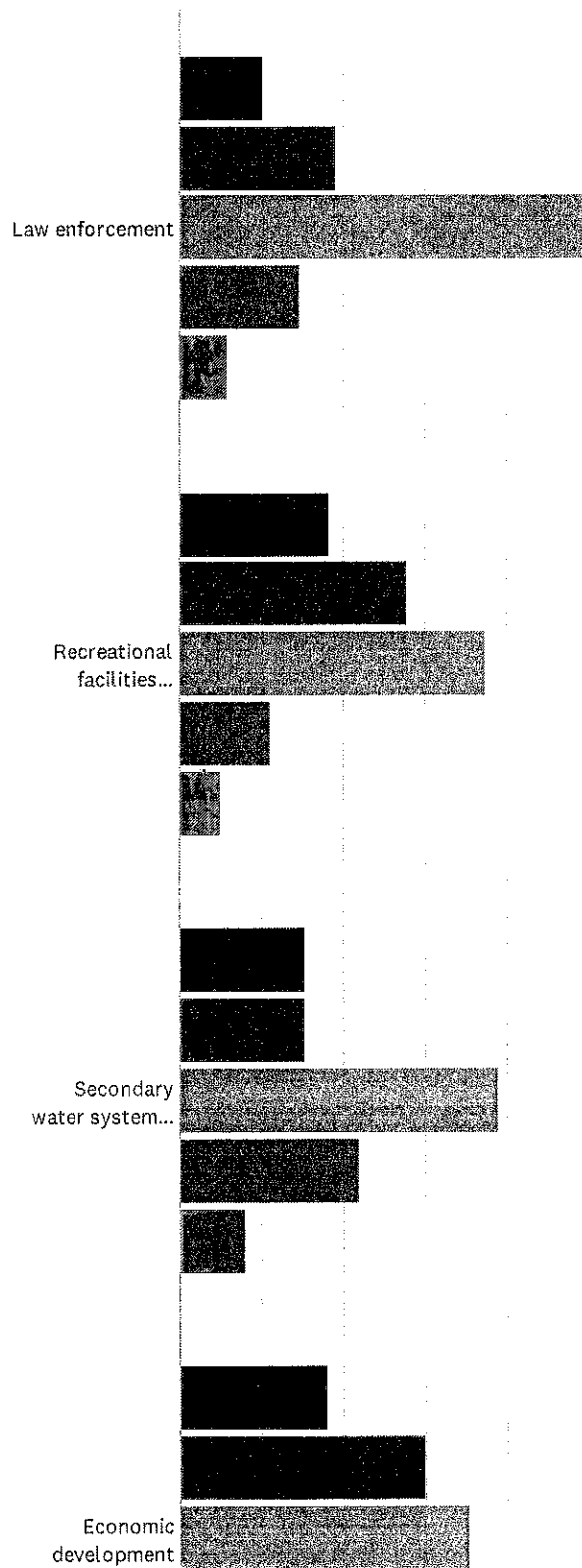 Law enforcement
Recreational
facilities...
Secondary
water system...
Economic
development